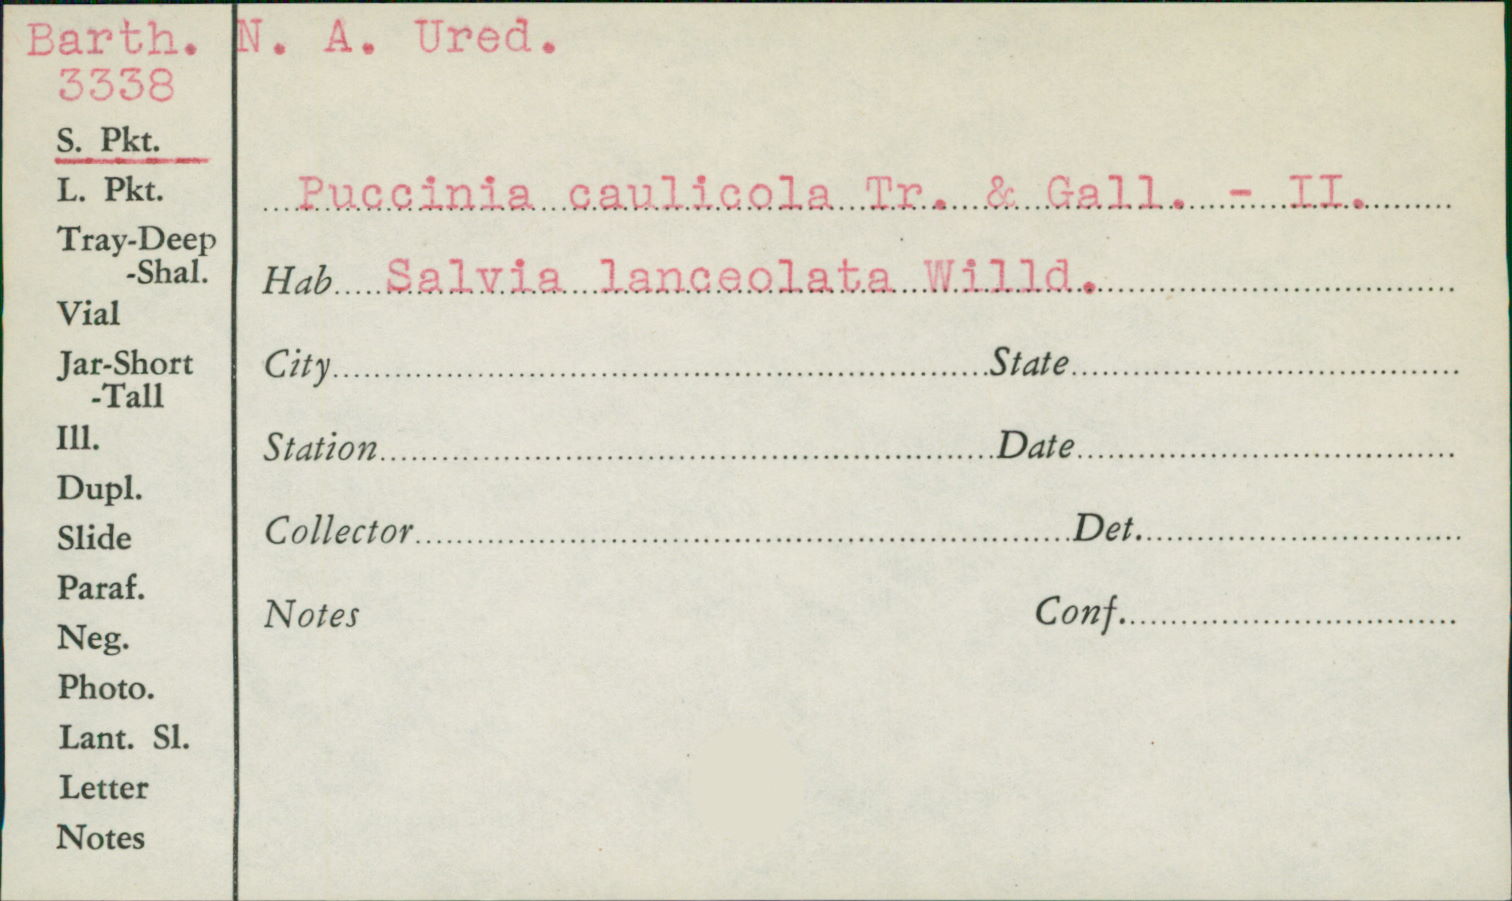 Barth. N. A. Ured.
3338
S. Pkt.
L. Pkt.
Tray-Deep
-Shal.
Vial
Jar-Short
-Tall
Ill.
Dupl.
Slide
Paraf.
Neg.
Photo.
Lant. Sl.
Letter
Notes
Puccinia caulicola Tr. & Gall. - II.
Hab Salvia lanceolata Willd.
City State
Station Date
Collector Det.
Notes Conf.